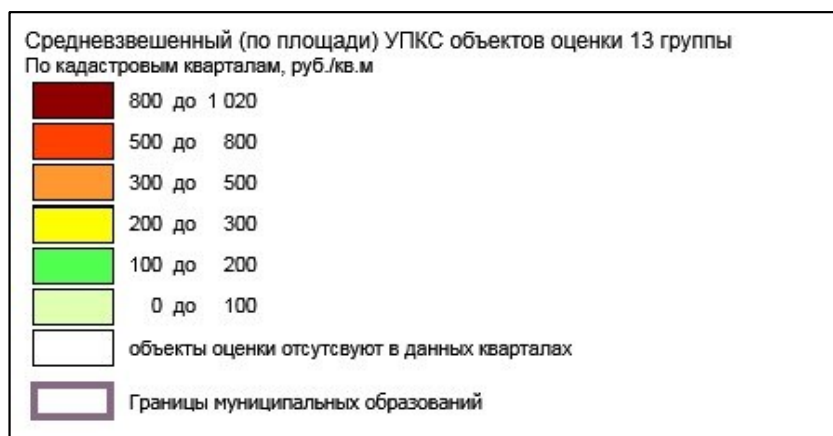 Средневзвешенный (по площади) УПКС объектов оценки 13 группы
По кадастровым кварталам, руб./кв.м
800 до 1 020
500 до 800
300 до 500
200 до 300
100 до 200
0 до 100
объекты оценки отсутсвуют в данных кварталах
Границы муниципальных образований